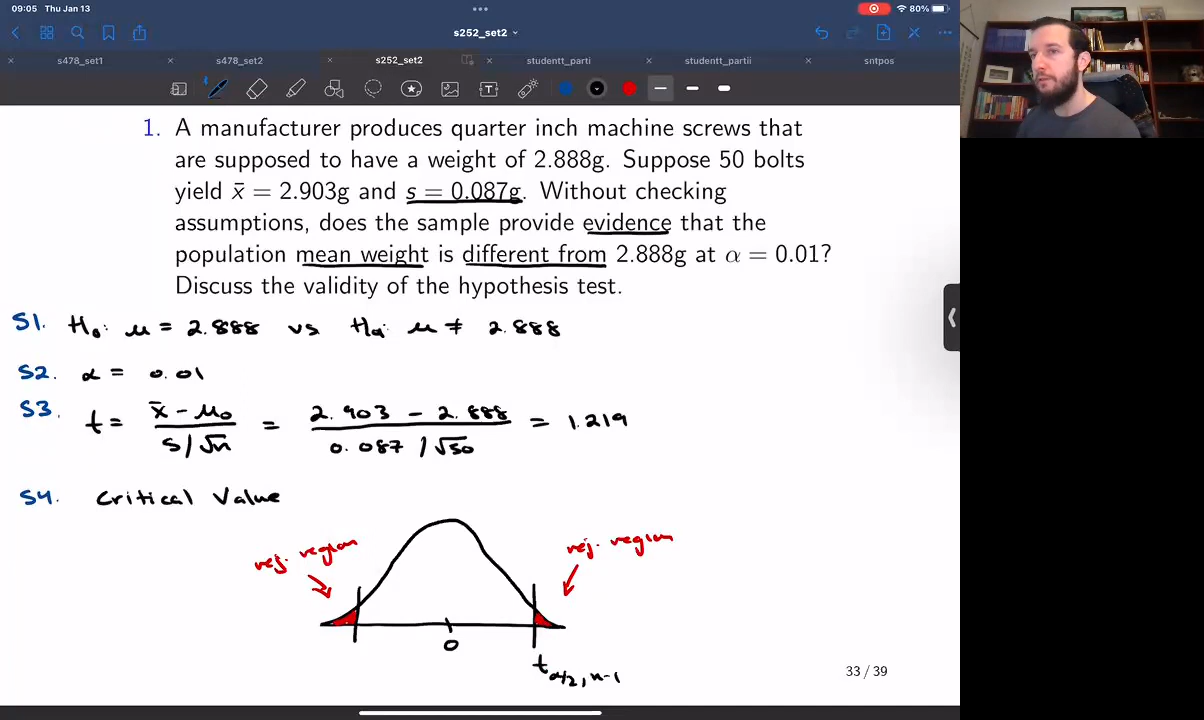 09:05 Thu Jan 13
80%
s252_set2
s478_set1
s478_set2
s252_set2
studentt_parti
studentt_partii
sntpos
1. A manufacturer produces quarter inch machine screws that
are supposed to have a weight of 2.888g. Suppose 50 bolts
yield x̄ = 2.903g and s = 0.087g. Without checking
assumptions, does the sample provide evidence that the
population mean weight is different from 2.888g at α = 0.01?
Discuss the validity of the hypothesis test.
S1. H₀: μ = 2.888 vs Hₐ: μ ≠ 2.888
S2. α = 0.01
S3. t = x̄ - μ₀ / s/√n = 2.903 - 2.888 / 0.087/√50 = 1.219
S4. Critical Value
rej. region
rej. region
0
t α/2, n-1
33 / 39